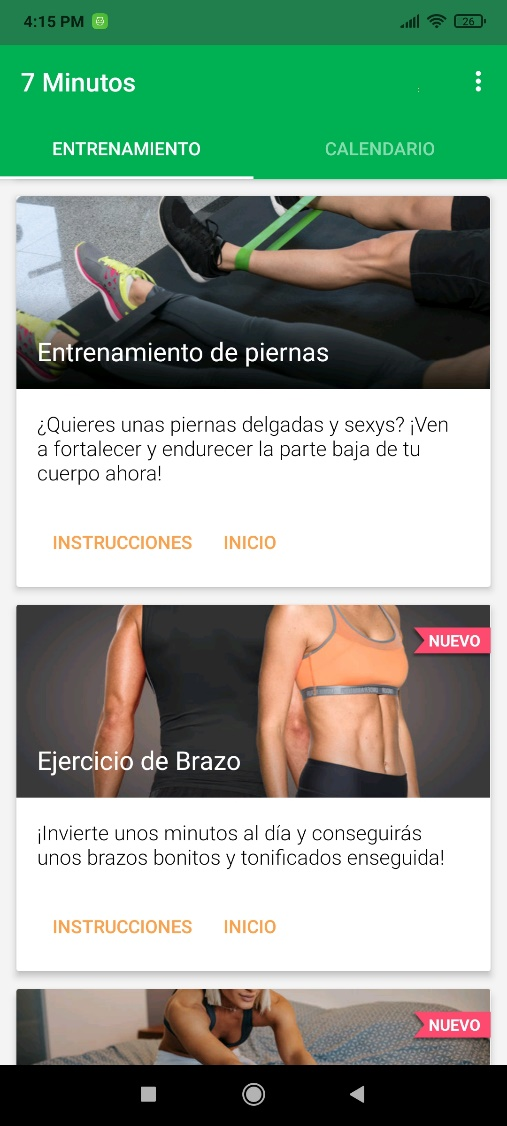 4:15 PM
26
7 Minutos
ENTRENAMIENTO
CALENDARIO
Entrenamiento de piernas
¿Quieres unas piernas delgadas y sexys? ¡Ven
a fortalecer y endurecer la parte baja de tu
cuerpo ahora!
INSTRUCCIONES
INICIO
NUEVO
Ejercicio de Brazo
¡Invierte unos minutos al día y conseguirás
unos brazos bonitos y tonificados enseguida!
INSTRUCCIONES
INICIO
NUEVO